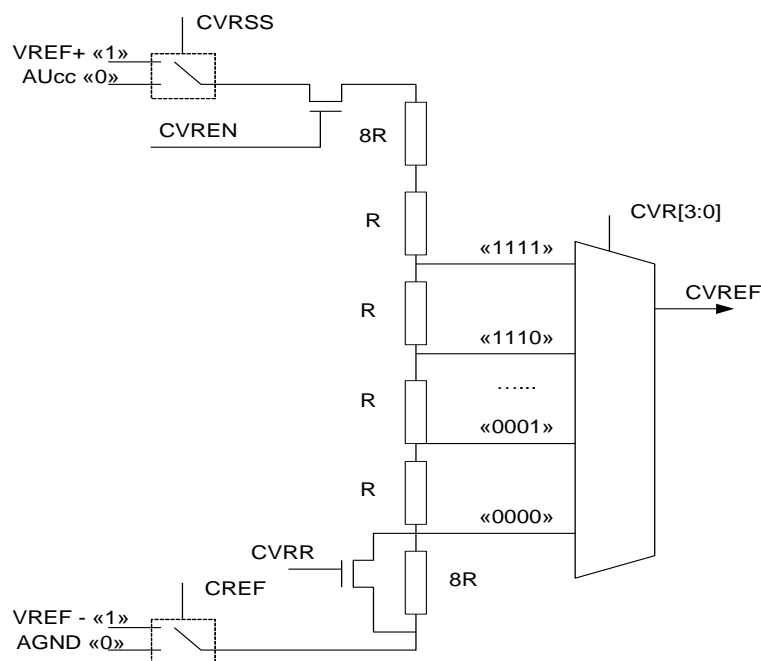 CVRSS
VREF+ «1»
AUcc «0»
CVREN
8R
R
CVR[3:0]
«1111»
CVREF
R
«1110»
…...
R
«0001»
R
«0000»
CVRR
8R
CREF
VREF - «1»
AGND «0»